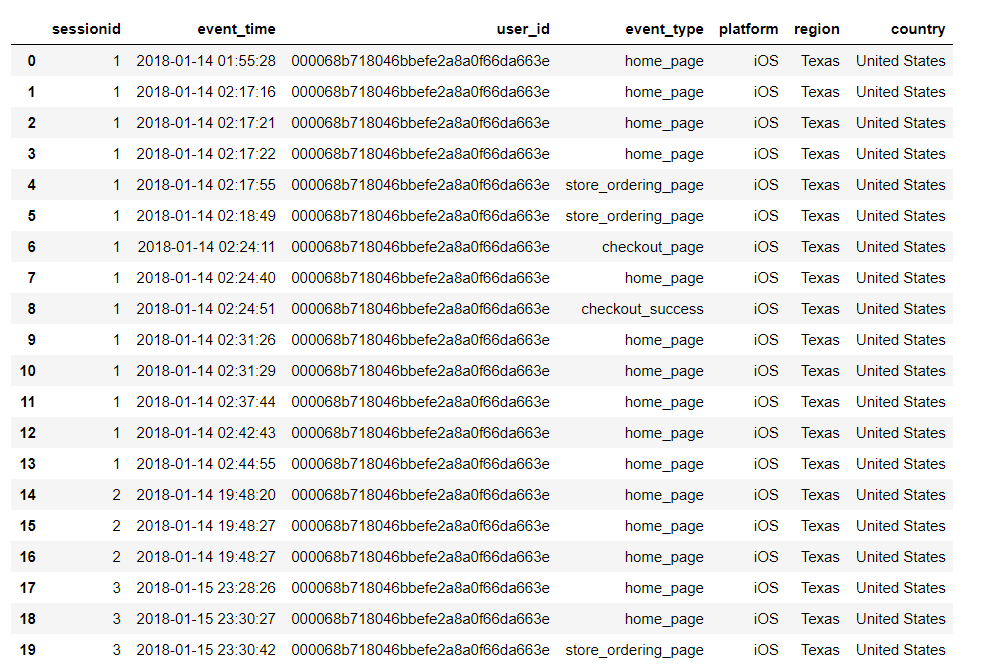 sessionid event_time user_id event_type platform region country
0 1 2018-01-14 01:55:28 000068b718046bbefe2a8a0f66da663e home_page iOS Texas United States
1 1 2018-01-14 02:17:16 000068b718046bbefe2a8a0f66da663e home_page iOS Texas United States
2 1 2018-01-14 02:17:21 000068b718046bbefe2a8a0f66da663e home_page iOS Texas United States
3 1 2018-01-14 02:17:22 000068b718046bbefe2a8a0f66da663e home_page iOS Texas United States
4 1 2018-01-14 02:17:55 000068b718046bbefe2a8a0f66da663e store_ordering_page iOS Texas United States
5 1 2018-01-14 02:18:49 000068b718046bbefe2a8a0f66da663e store_ordering_page iOS Texas United States
6 1 2018-01-14 02:24:11 000068b718046bbefe2a8a0f66da663e checkout_page iOS Texas United States
7 1 2018-01-14 02:24:40 000068b718046bbefe2a8a0f66da663e home_page iOS Texas United States
8 1 2018-01-14 02:24:51 000068b718046bbefe2a8a0f66da663e checkout_success iOS Texas United States
9 1 2018-01-14 02:31:26 000068b718046bbefe2a8a0f66da663e home_page iOS Texas United States
10 1 2018-01-14 02:31:29 000068b718046bbefe2a8a0f66da663e home_page iOS Texas United States
11 1 2018-01-14 02:37:44 000068b718046bbefe2a8a0f66da663e home_page iOS Texas United States
12 1 2018-01-14 02:42:43 000068b718046bbefe2a8a0f66da663e home_page iOS Texas United States
13 1 2018-01-14 02:44:55 000068b718046bbefe2a8a0f66da663e home_page iOS Texas United States
14 2 2018-01-14 19:48:20 000068b718046bbefe2a8a0f66da663e home_page iOS Texas United States
15 2 2018-01-14 19:48:27 000068b718046bbefe2a8a0f66da663e home_page iOS Texas United States
16 2 2018-01-14 19:48:27 000068b718046bbefe2a8a0f66da663e home_page iOS Texas United States
17 3 2018-01-15 23:28:26 000068b718046bbefe2a8a0f66da663e home_page iOS Texas United States
18 3 2018-01-15 23:30:27 000068b718046bbefe2a8a0f66da663e home_page iOS Texas United States
19 3 2018-01-15 23:30:42 000068b718046bbefe2a8a0f66da663e store_ordering_page iOS Texas United States